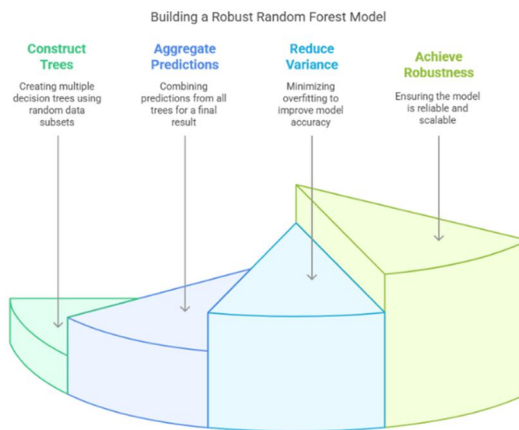 Building a Robust Random Forest Model
Construct
Trees
Creating multiple
decision trees using
random data
subsets
Aggregate
Predictions
Combining
predictions from all
trees for a final
result
Reduce
Variance
Minimizing
overfitting to
improve model
accuracy
Achieve
Robustness
Ensuring the model
is reliable and
scalable